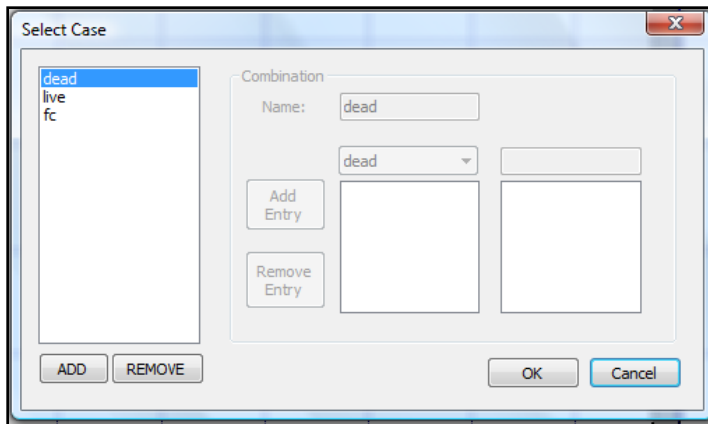 Select Case
dead
live
fc
Combination
Name:
dead
dead
Add
Entry
Remove
Entry
ADD
REMOVE
OK
Cancel